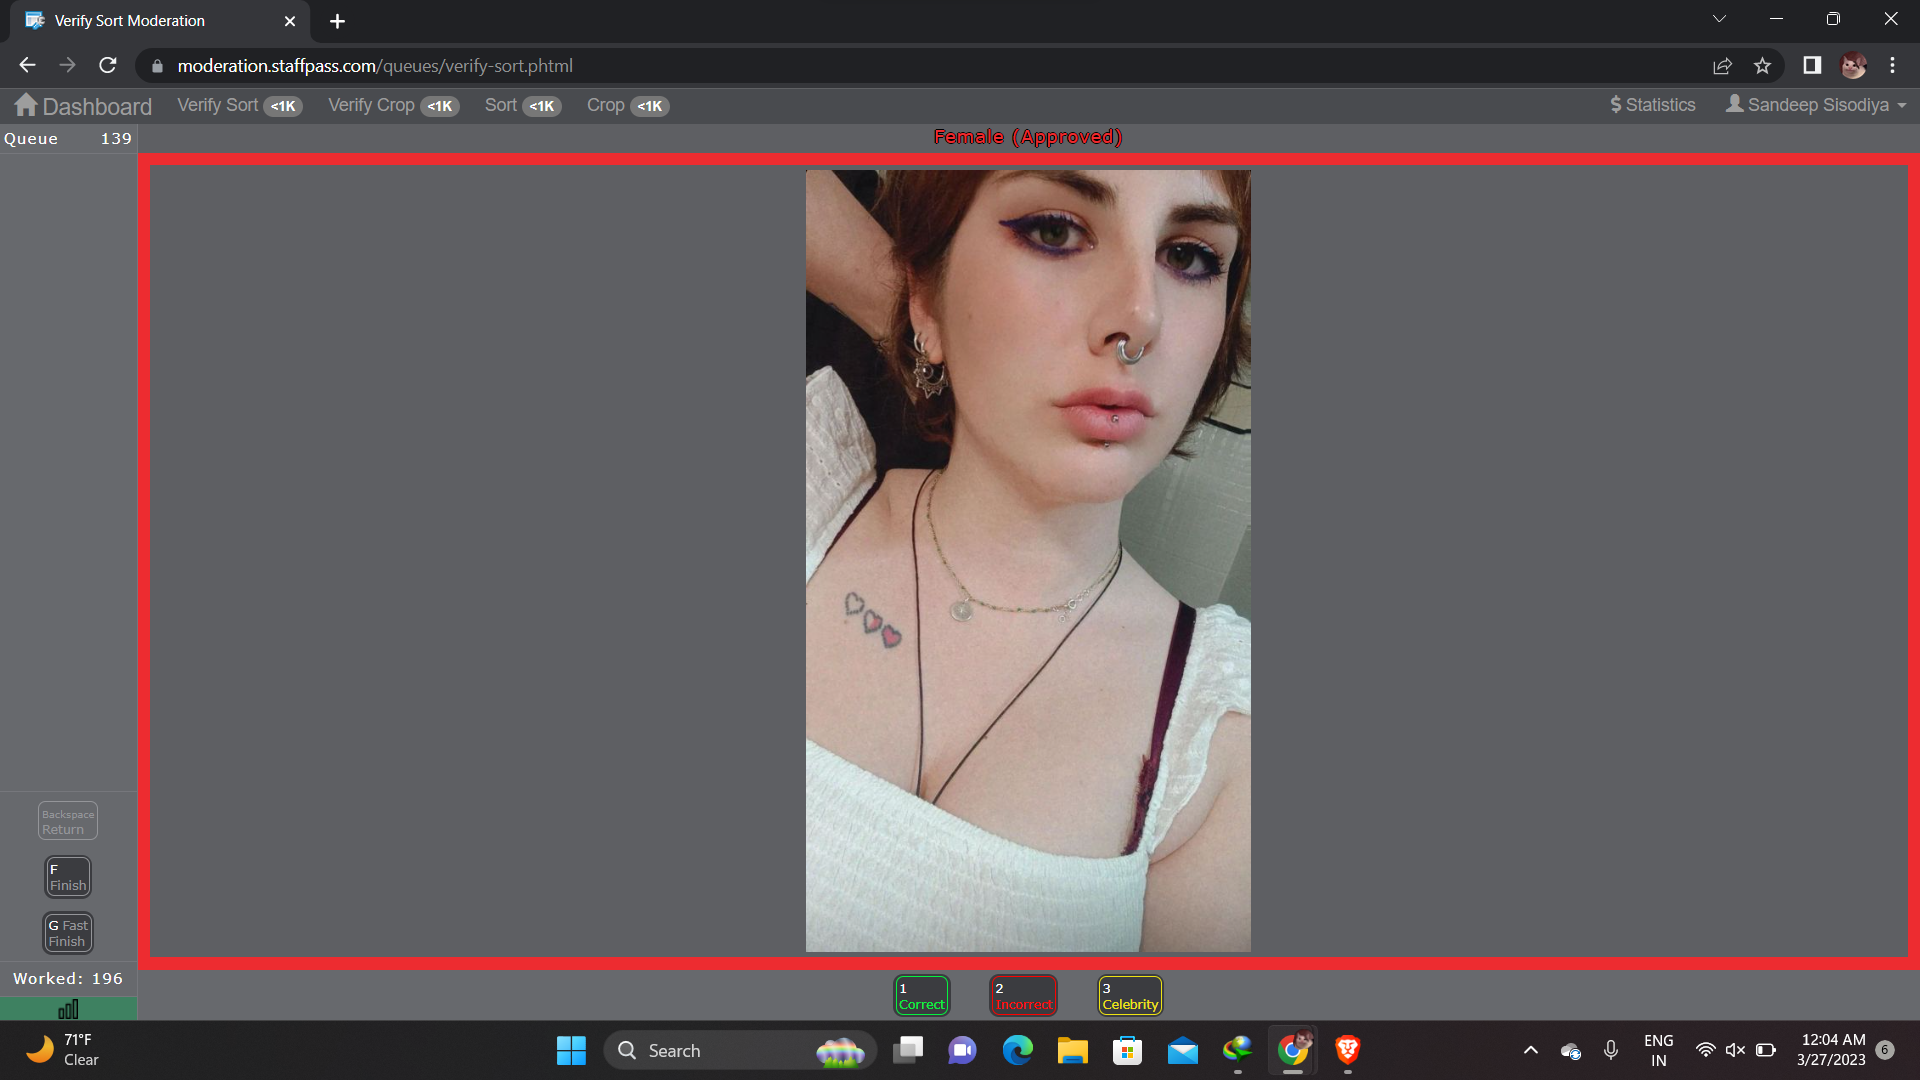 Verify Sort Moderation
moderation.staffpass.com/queues/verify-sort.phtml
Dashboard Verify Sort <1K Verify Crop <1K Sort <1K Crop <1K $ Statistics Sandeep Sisodiya
Queue 139
Female (Approved)
Backspace
Return
F
Finish
G Fast
Finish
Worked: 196
1
Correct
2
Incorrect
3
Celebrity
71°F
Clear
Search
ENG
IN
12:04 AM
3/27/2023
6